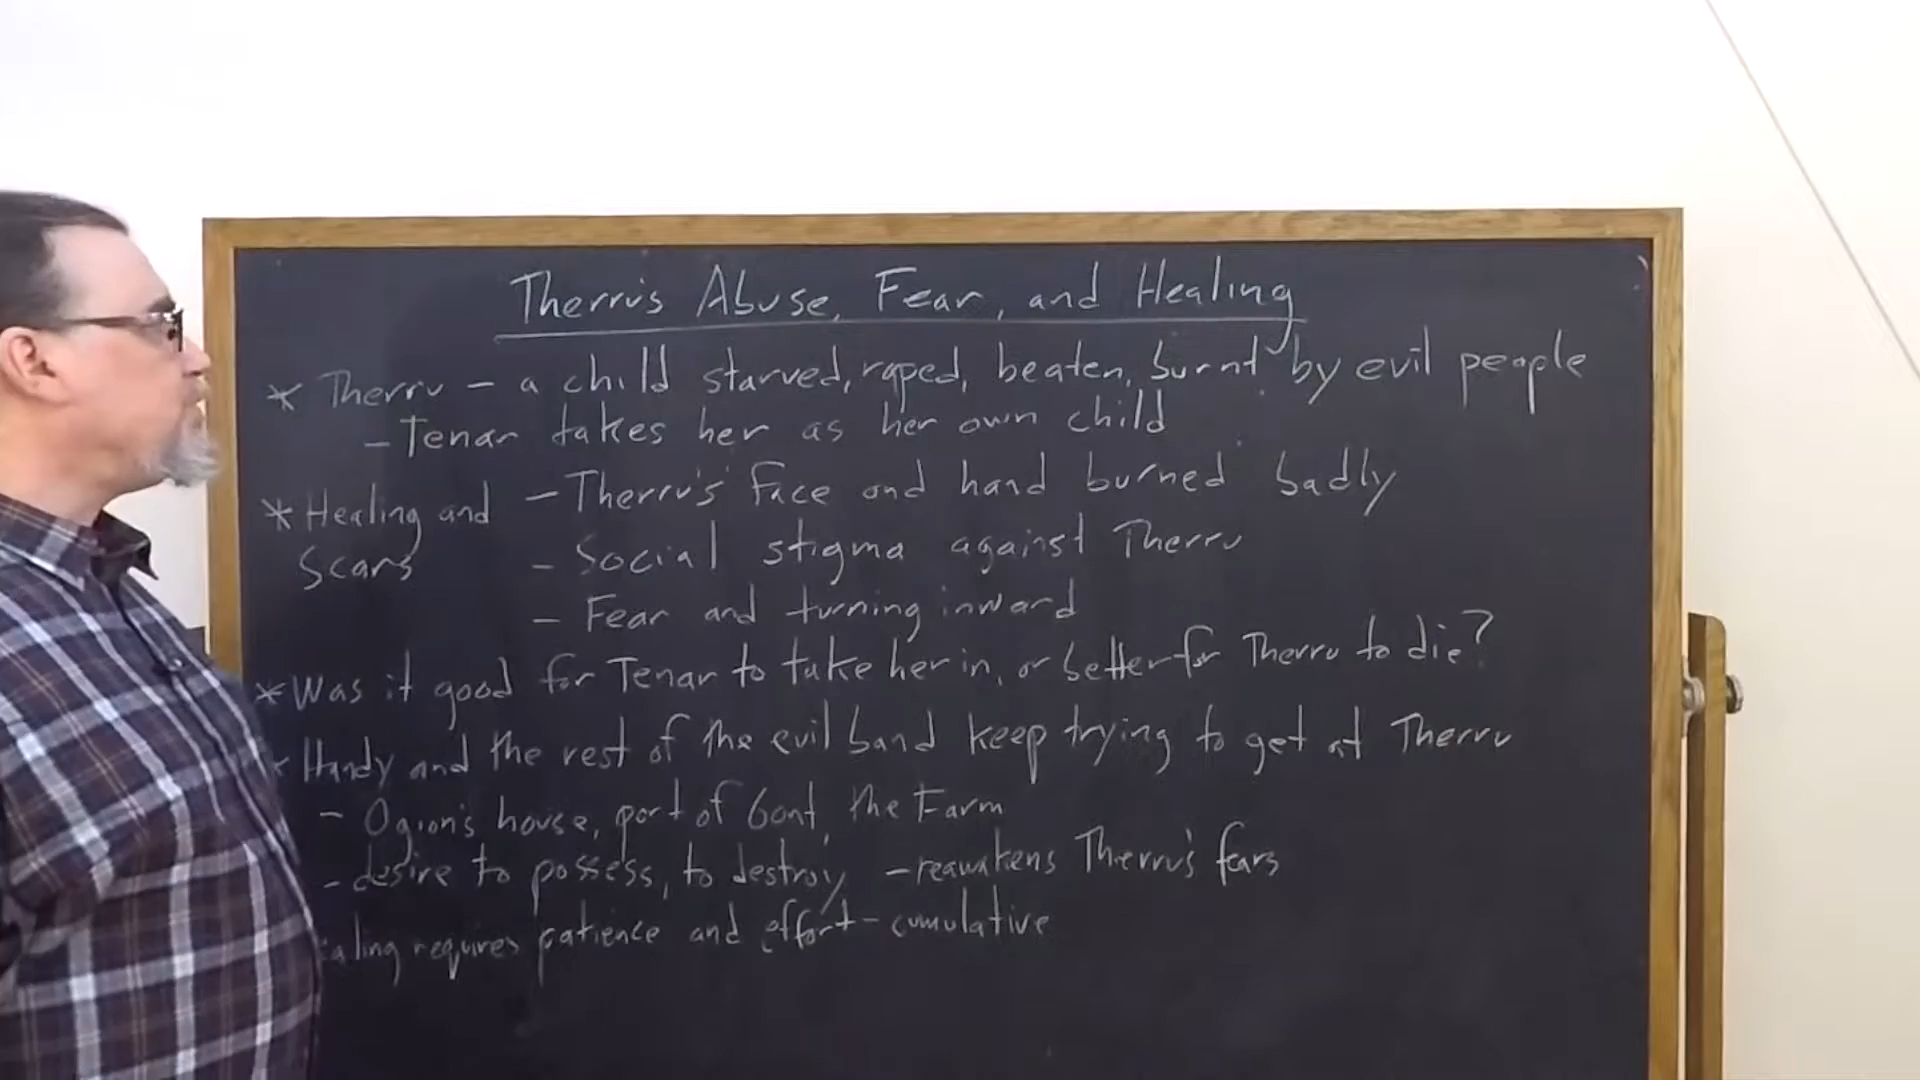 Therru's Abuse, Fear, and Healing
* Therru – a child starved, raped, beaten, burnt by evil people
– Tenar takes her as her own child
* Healing and Scars
– Therru's face and hand burned badly
– Social stigma against Therru
– Fear and turning inward
* Was it good for Tenar to take her in, or better for Therru to die?
* Handy and the rest of the evil band keep trying to get at Therru
– Ogion's house, port of Gont, the Farm
– desire to possess, to destroy – reawakens Therru's fears
aling requires patience and effort – cumulative